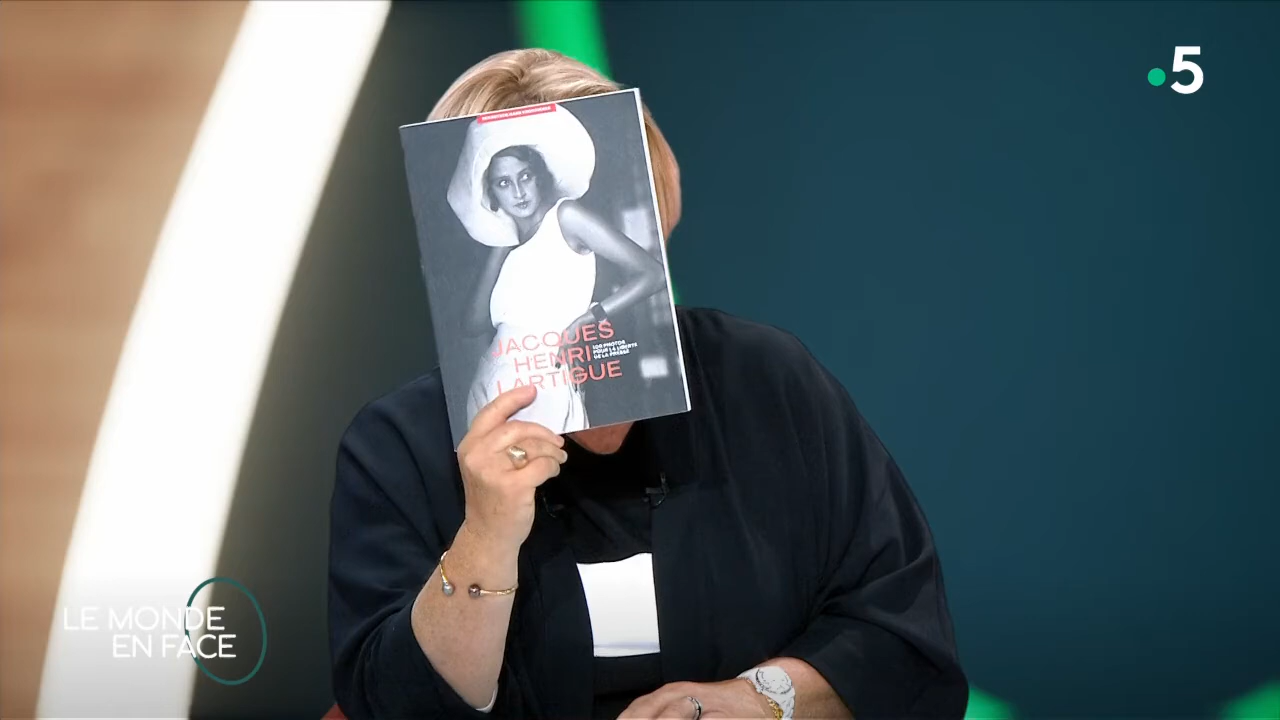 5
JACQUES
HENRI
LARTIGUE
100 PHOTOS
POUR LA LIBERTÉ
DE LA PRESSE
LE MONDE
EN FACE